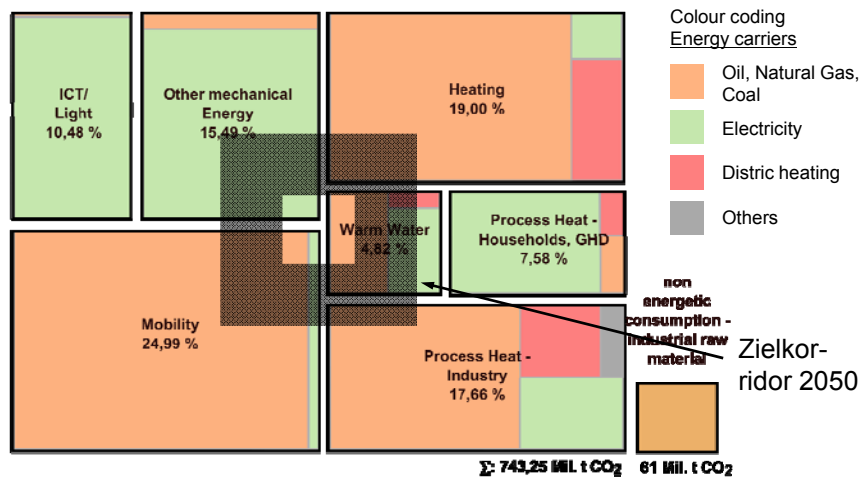 ICT/
Light
10,48 %
Other mechanical
Energy
15,49 %
Heating
19,00 %
Warm Water
4,82 %
Process Heat -
Households, GHD
7,58 %
Mobility
24,99 %
Process Heat -
Industry
17,66 %
non
energetic
consumption -
industrial raw
material
Σ: 743,25 Mil. t CO₂
61 Mil. t CO₂
Zielkor-
ridor 2050
Colour coding
Energy carriers
Oil, Natural Gas,
Coal
Electricity
Distric heating
Others